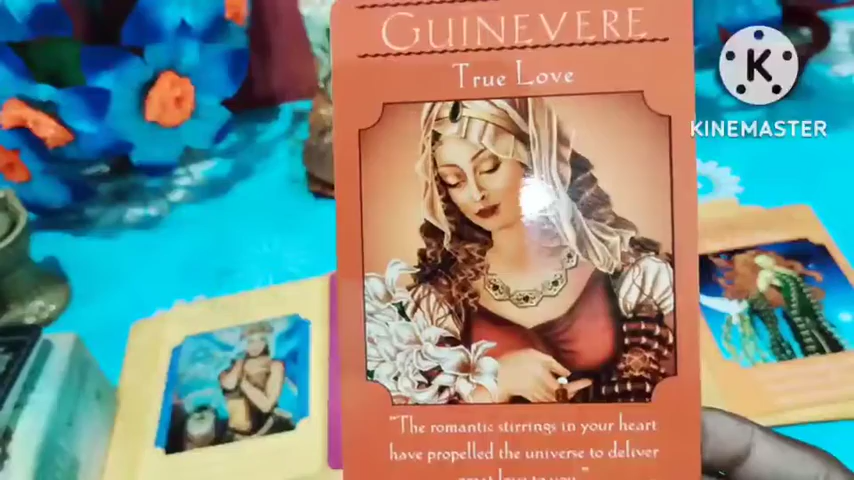 GUINEVERE
True Love
"The romantic stirrings in your heart
have propelled the universe to deliver
great love to you."
K
KINEMASTER